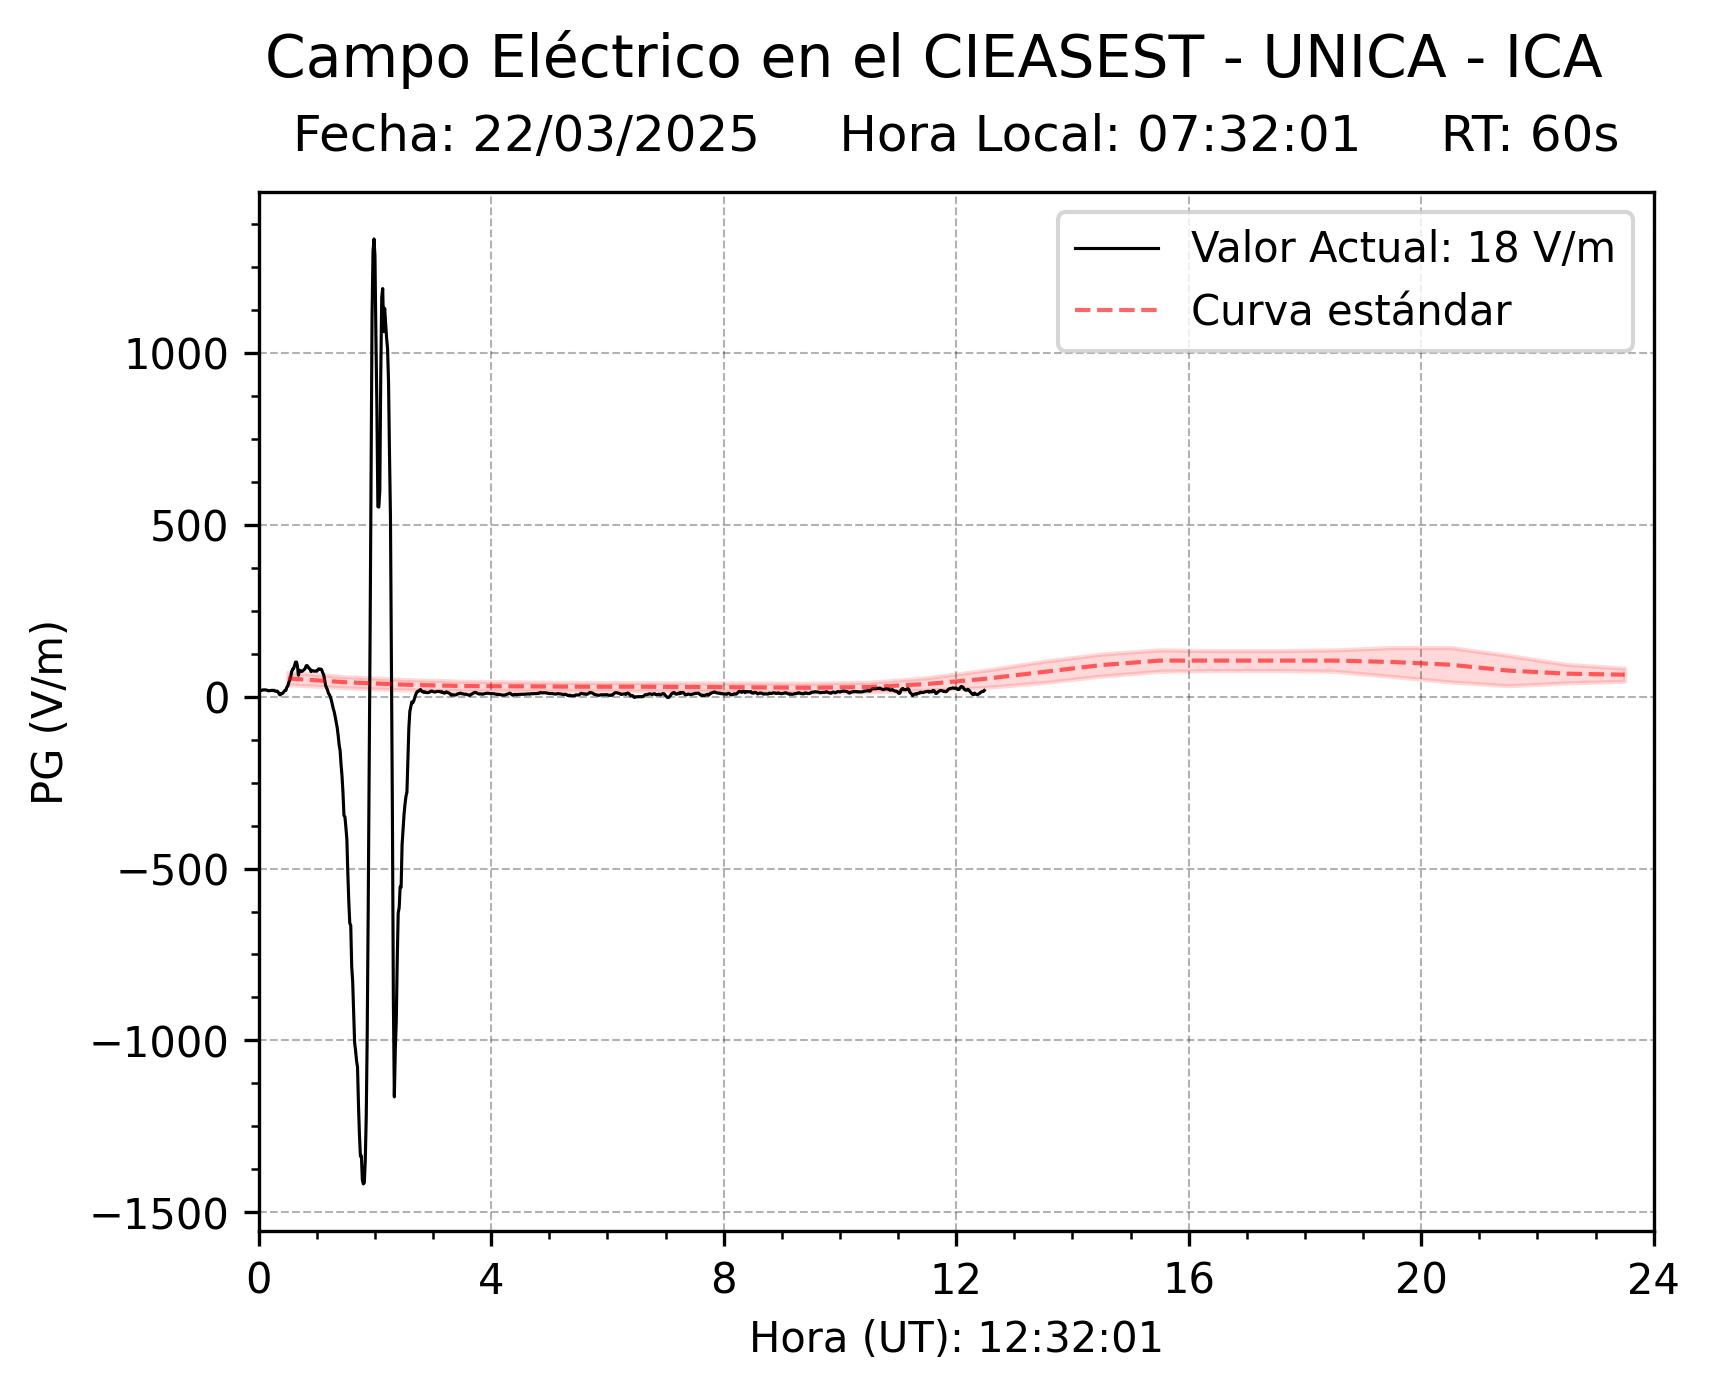 Campo Eléctrico en el CIEASEST - UNICA - ICA
Fecha: 22/03/2025 Hora Local: 07:32:01 RT: 60s
Valor Actual: 18 V/m
Curva estándar
PG (V/m)
1000
500
0
−500
−1000
−1500
0 4 8 12 16 20 24
Hora (UT): 12:32:01